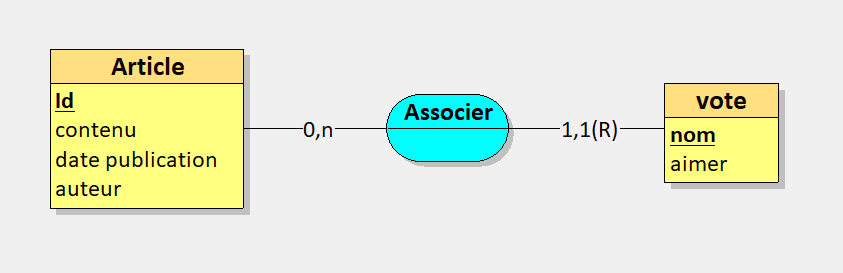 Article
Id
contenu
date publication
auteur
0,n
Associer
1,1(R)
vote
nom
aimer